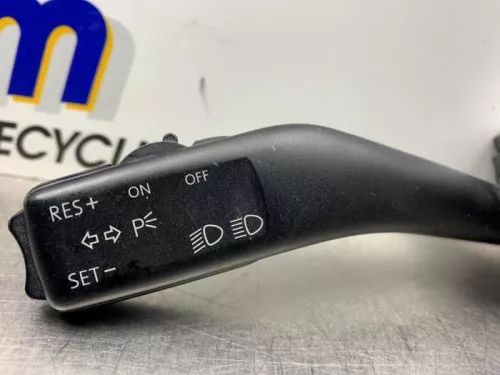 m
ECYCL
ON OFF
RES +
P
SET -